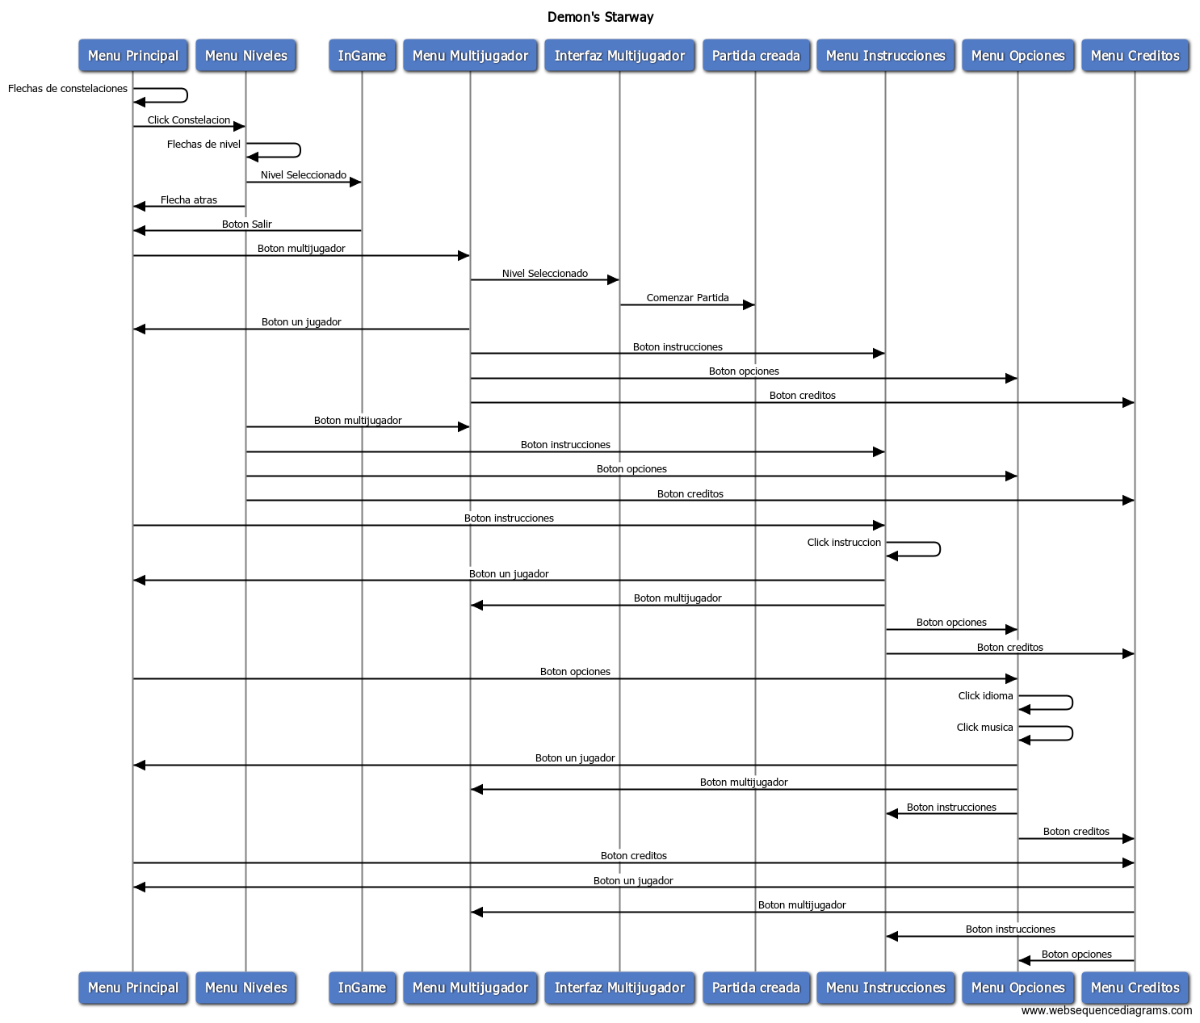 Demon's Starway
Menu Principal Menu Niveles InGame Menu Multijugador Interfaz Multijugador Partida creada Menu Instrucciones Menu Opciones Menu Creditos
Flechas de constelaciones
Click Constelacion
Flechas de nivel
Nivel Seleccionado
Flecha atras
Boton Salir
Boton multijugador
Nivel Seleccionado
Comenzar Partida
Boton un jugador
Boton instrucciones
Boton opciones
Boton creditos
Boton multijugador
Boton instrucciones
Boton opciones
Boton creditos
Boton instrucciones
Click instruccion
Boton un jugador
Boton multijugador
Boton opciones
Boton creditos
Boton opciones
Click idioma
Click musica
Boton un jugador
Boton multijugador
Boton instrucciones
Boton creditos
Boton creditos
Boton un jugador
Boton multijugador
Boton instrucciones
Boton opciones
Menu Principal Menu Niveles InGame Menu Multijugador Interfaz Multijugador Partida creada Menu Instrucciones Menu Opciones Menu Creditos
www.websequencediagrams.com